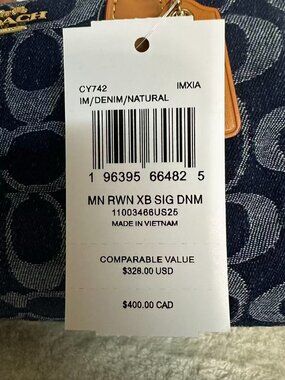 COACH
CY742 IMXIA
IM/DENIM/NATURAL
1 96395 66482 5
MN RWN XB SIG DNM
11003466US25
MADE IN VIETNAM
COMPARABLE VALUE
$328.00 USD
$400.00 CAD